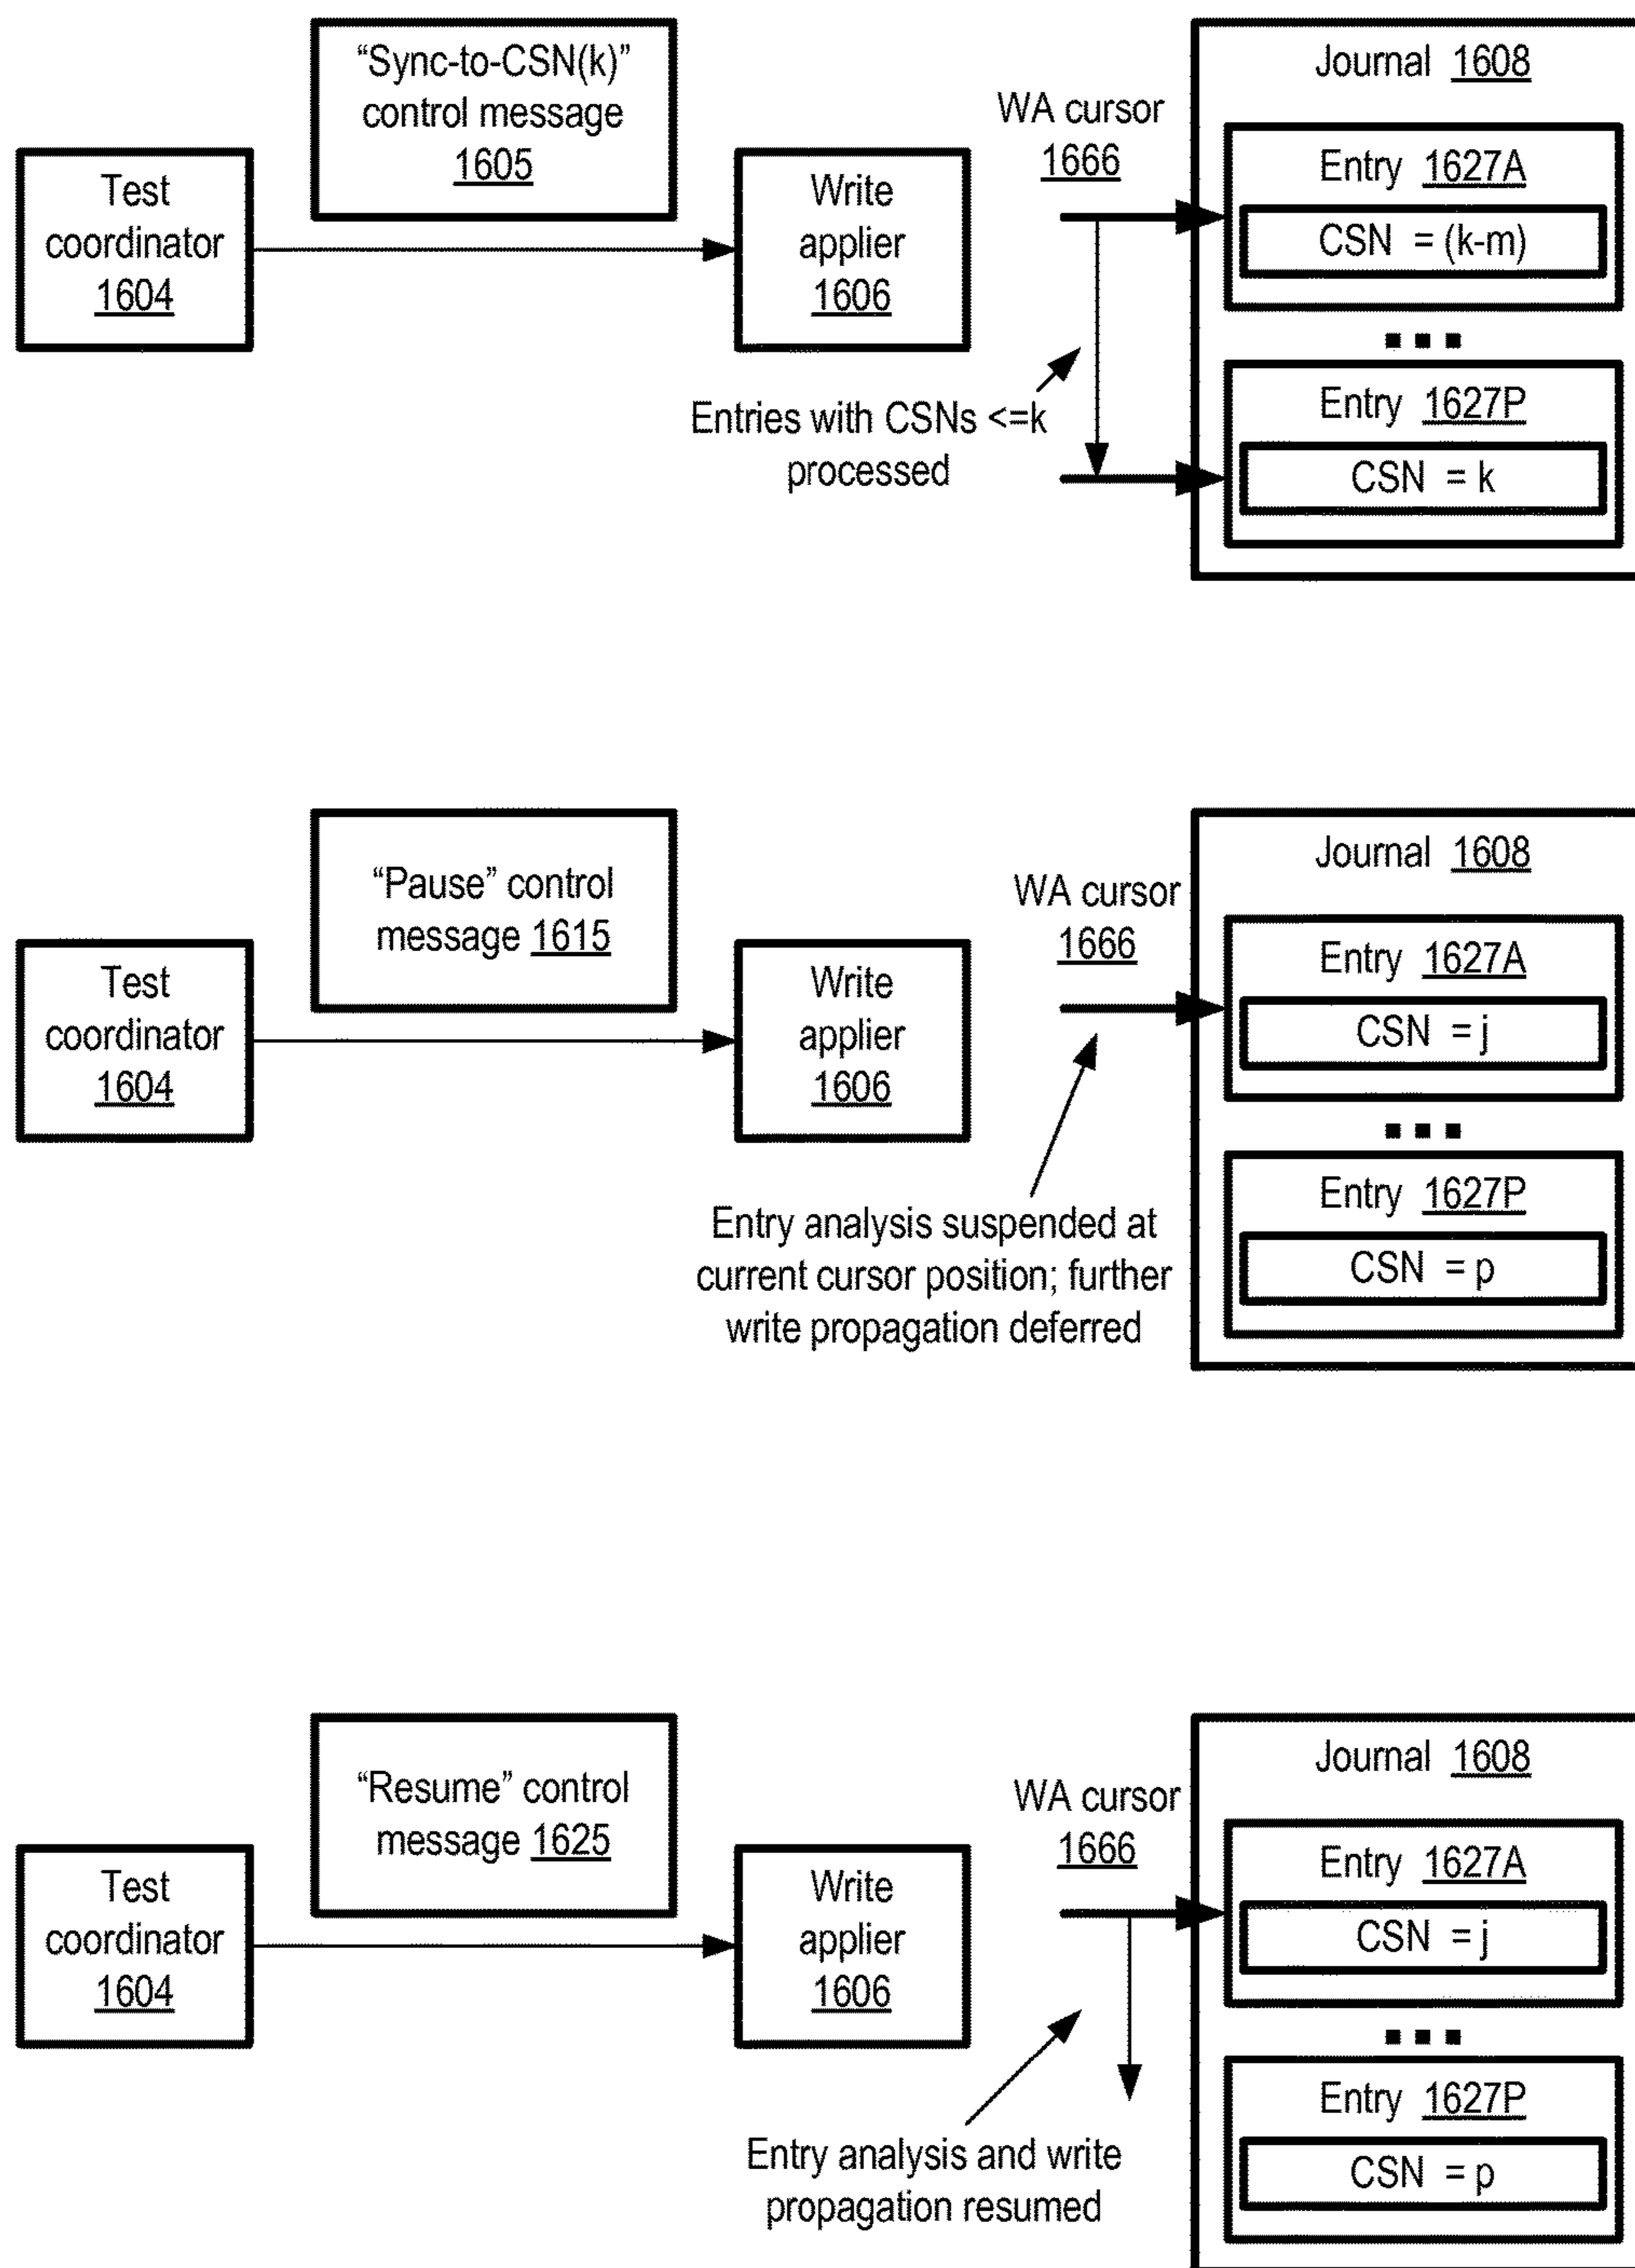 “Sync-to-CSN(k)”
control message
1605
Test
coordinator
1604
Write
applier
1606
WA cursor
1666
Entries with CSNs <=k
processed
Journal 1608
Entry 1627A
CSN = (k-m)
Entry 1627P
CSN = k
“Pause” control
message 1615
Test
coordinator
1604
Write
applier
1606
WA cursor
1666
Entry analysis suspended at
current cursor position; further
write propagation deferred
Journal 1608
Entry 1627A
CSN = j
Entry 1627P
CSN = p
“Resume” control
message 1625
Test
coordinator
1604
Write
applier
1606
WA cursor
1666
Entry analysis and write
propagation resumed
Journal 1608
Entry 1627A
CSN = j
Entry 1627P
CSN = p